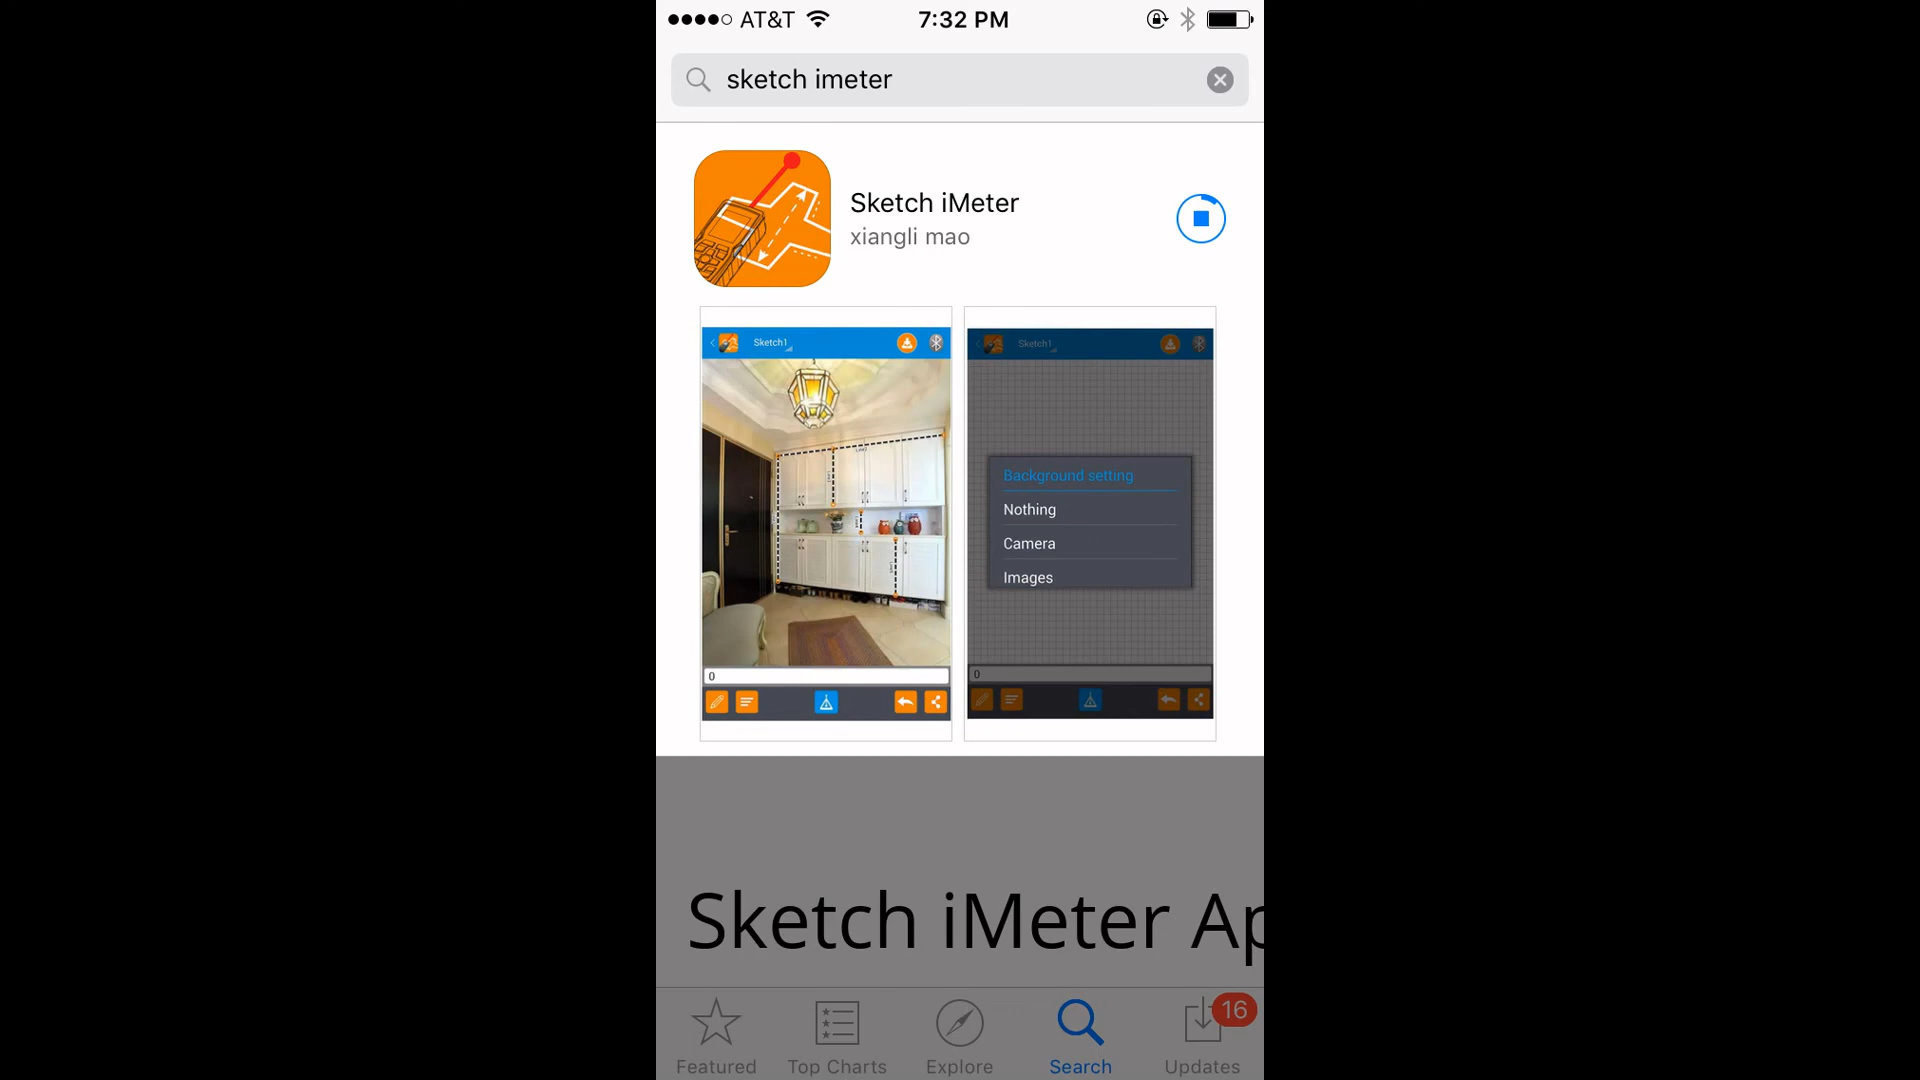 AT&T 7:32 PM
sketch imeter
Sketch iMeter
xiangli mao
Sketch1
0
Sketch1
Background setting
Nothing
Camera
Images
0
Sketch iMeter Ap
16
Featured Top Charts Explore Search Updates